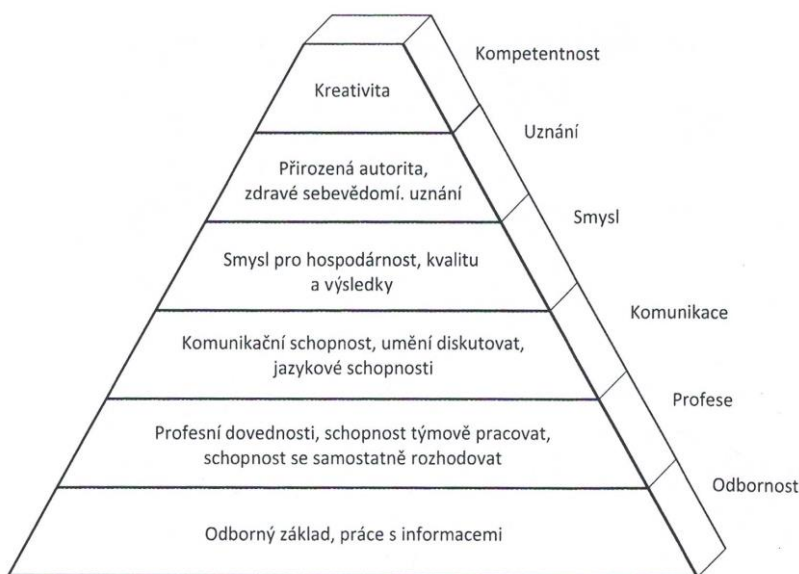 Kompetentnost
Kreativita
Uznání
Přirozená autorita,
zdravé sebevědomí. uznání
Smysl
Smysl pro hospodárnost, kvalitu
a výsledky
Komunikace
Komunikační schopnost, umění diskutovat,
jazykové schopnosti
Profese
Profesní dovednosti, schopnost týmově pracovat,
schopnost se samostatně rozhodovat
Odbornost
Odborný základ, práce s informacemi